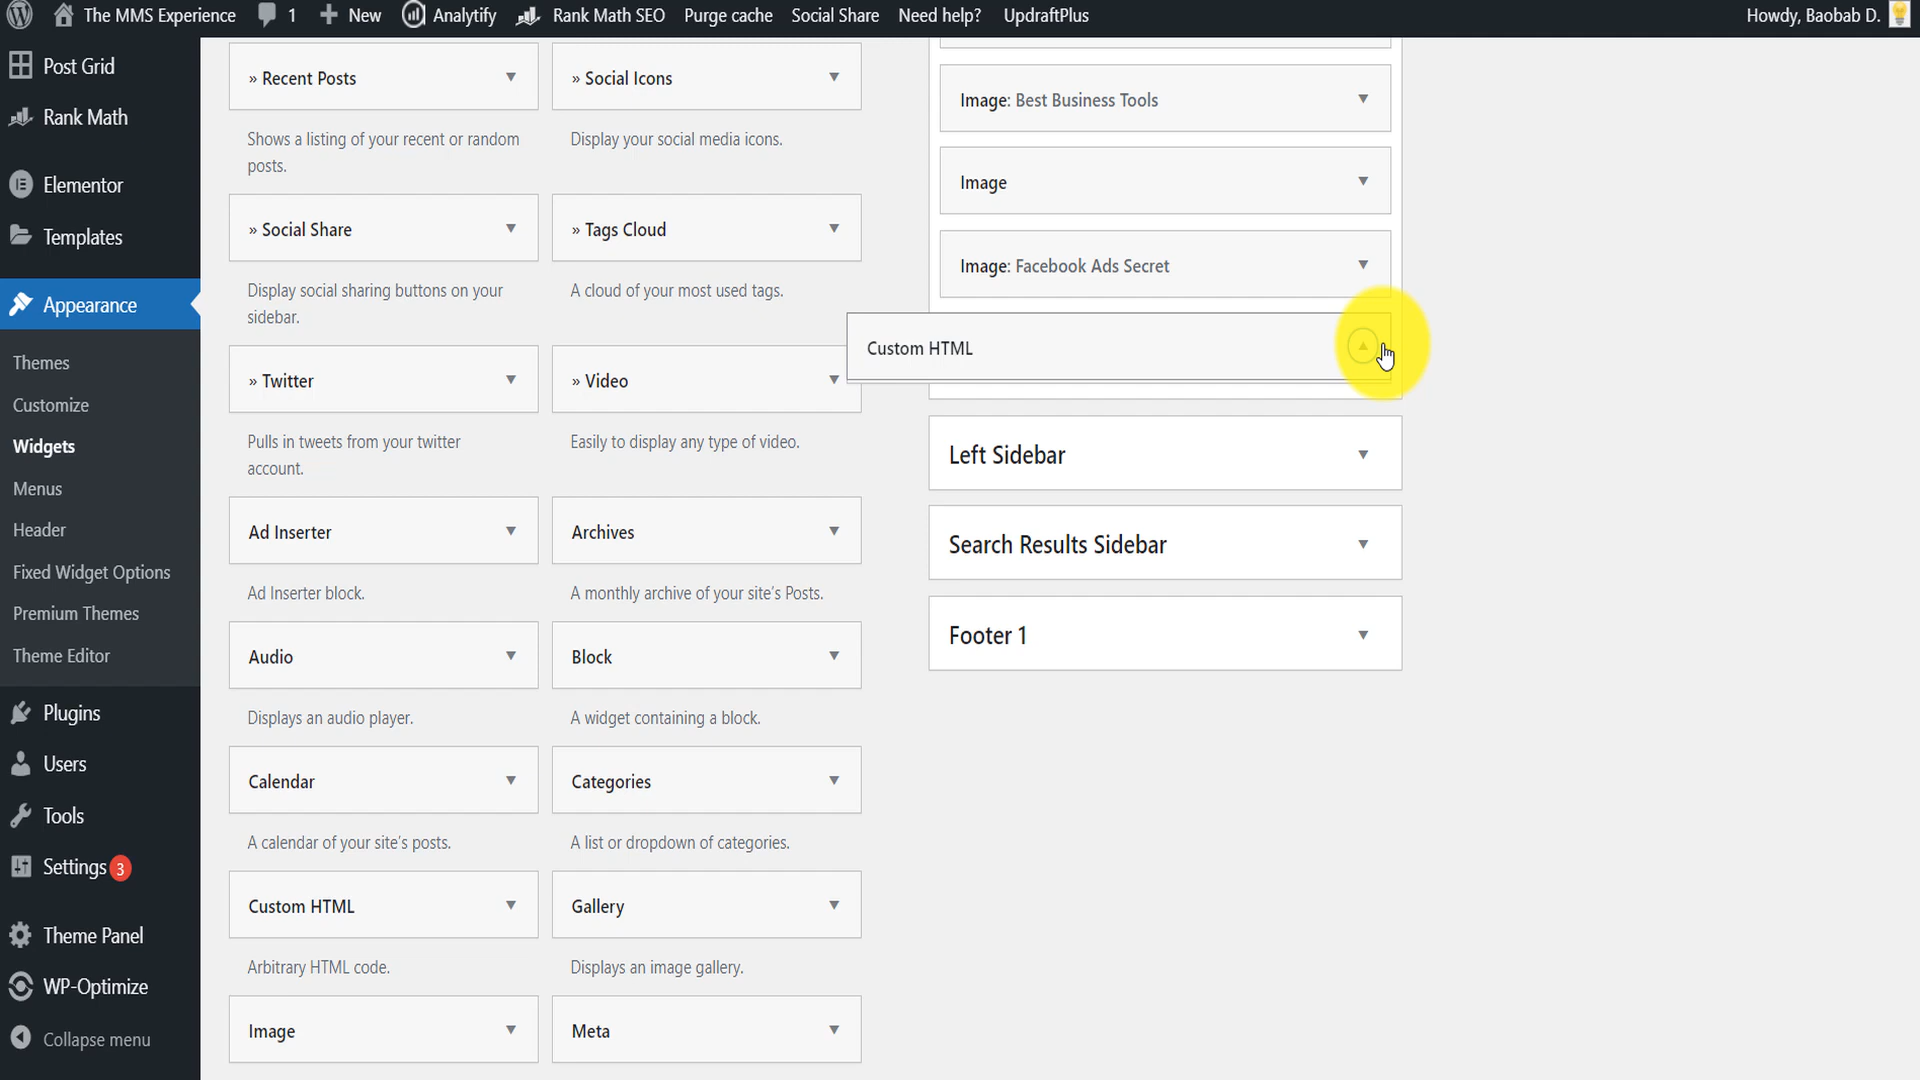 The MMS Experience 1 New Analytify Rank Math SEO Purge cache Social Share Need help? UpdraftPlus Howdy, Baobab D.
Post Grid
Rank Math
Elementor
Templates
Appearance
Themes
Customize
Widgets
Menus
Header
Fixed Widget Options
Premium Themes
Theme Editor
Plugins
Users
Tools
Settings 3
Theme Panel
WP-Optimize
Collapse menu
» Recent Posts
Shows a listing of your recent or random
posts.
» Social Icons
Display your social media icons.
» Social Share
Display social sharing buttons on your
sidebar.
» Tags Cloud
A cloud of your most used tags.
» Twitter
Pulls in tweets from your twitter
account.
» Video
Easily to display any type of video.
Ad Inserter
Ad Inserter block.
Archives
A monthly archive of your site's Posts.
Audio
Displays an audio player.
Block
A widget containing a block.
Calendar
A calendar of your site's posts.
Categories
A list or dropdown of categories.
Custom HTML
Arbitrary HTML code.
Gallery
Displays an image gallery.
Image
Meta
Image: Best Business Tools
Image
Image: Facebook Ads Secret
Custom HTML
Left Sidebar
Search Results Sidebar
Footer 1